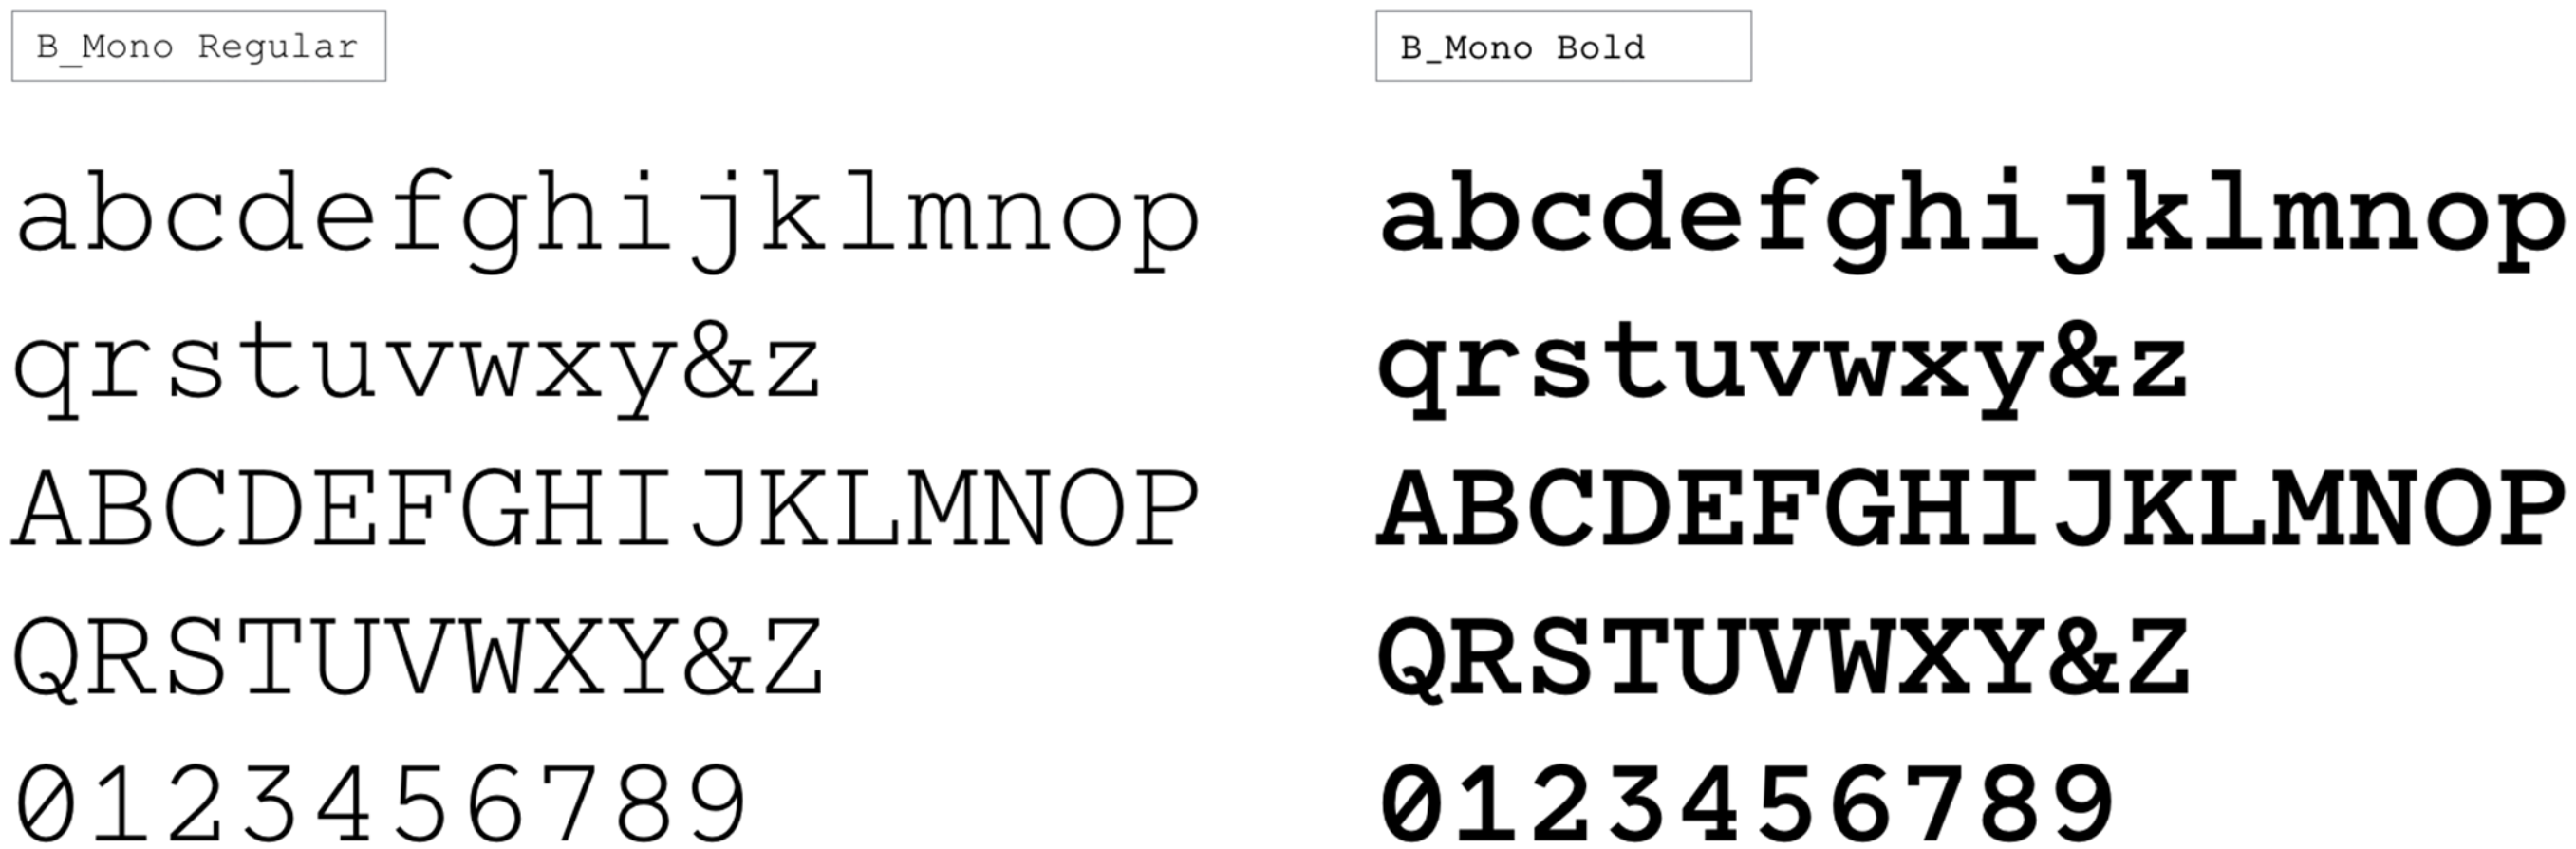 B_Mono Regular
abcdefghijklmnop
qrstuvwxy&z
ABCDEFGHIJKLMNOP
QRSTUVWXY&Z
0123456789
B_Mono Bold
abcdefghijklmnop
qrstuvwxy&z
ABCDEFGHIJKLMNOP
QRSTUVWXY&Z
0123456789